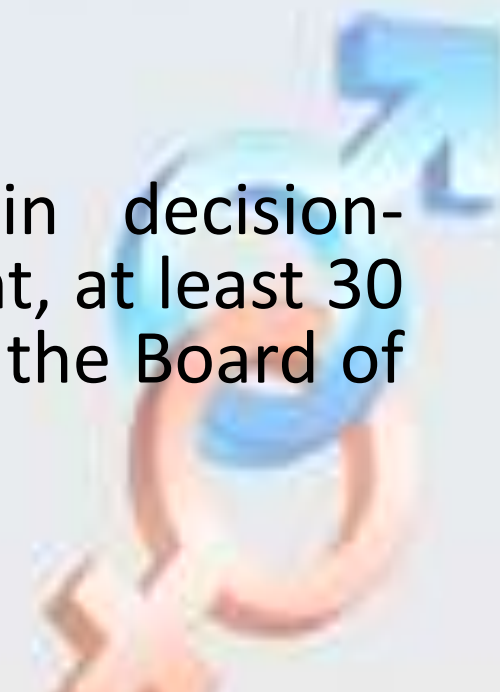 in decision-
t, at least 30
the Board of